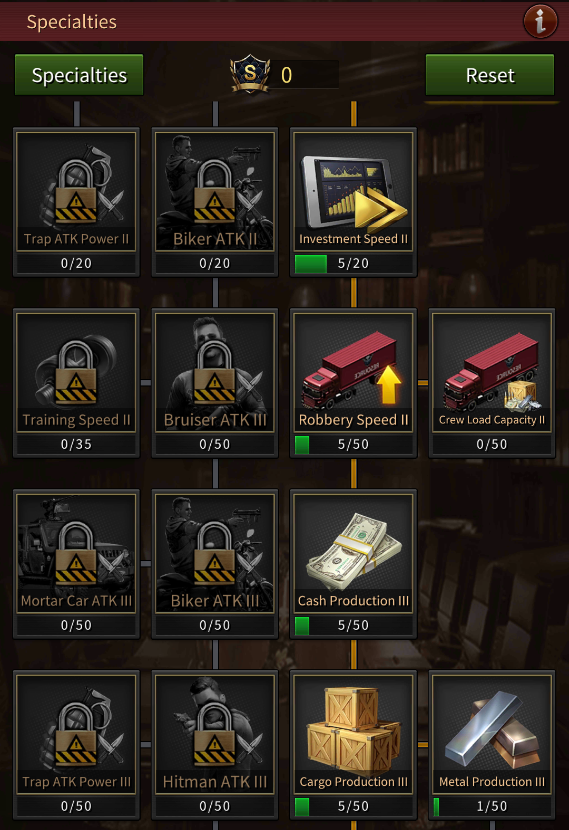 Specialties
i
Specialties
S
0
Reset
Trap ATK Power II
Biker ATK II
Investment Speed II
0/20
0/20
5/20
Training Speed II
Bruiser ATK III
Robbery Speed II
Crew Load Capacity II
0/35
0/50
5/50
0/50
Mortar Car ATK III
Biker ATK III
Cash Production III
0/50
0/50
5/50
Trap ATK Power III
Hitman ATK III
Cargo Production III
Metal Production III
0/50
0/50
5/50
1/50